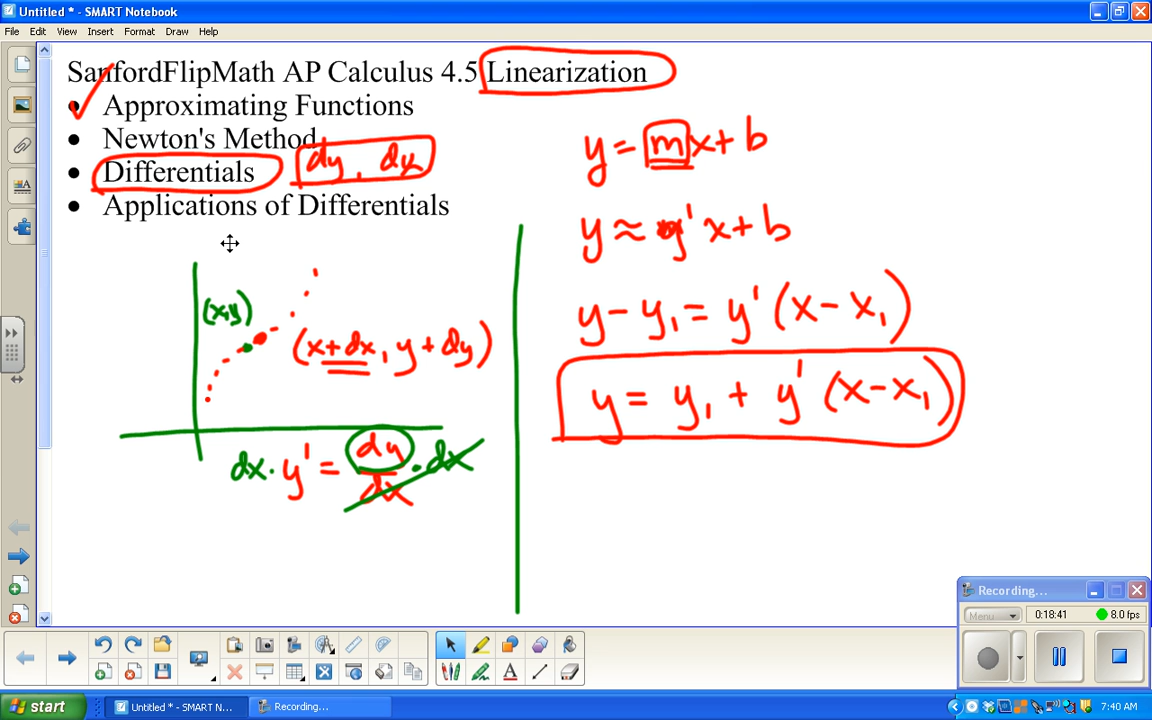 Untitled * - SMART Notebook
File Edit View Insert Format Draw Help
SanfordFlipMath AP Calculus 4.5 Linearization
• Approximating Functions
• Newton's Method
• Differentials dy, dx
• Applications of Differentials
y = mx + b
y ≈ y' x + b
y - y₁ = y' (x - x₁)
y = y₁ + y' (x - x₁)
(x,y)
(x+dx, y+dy)
dx · y' = dy/dx · dx
Recording...
Menu
0:18:41
8.0 fps
start
Untitled * - SMART N...
Recording...
7:40 AM